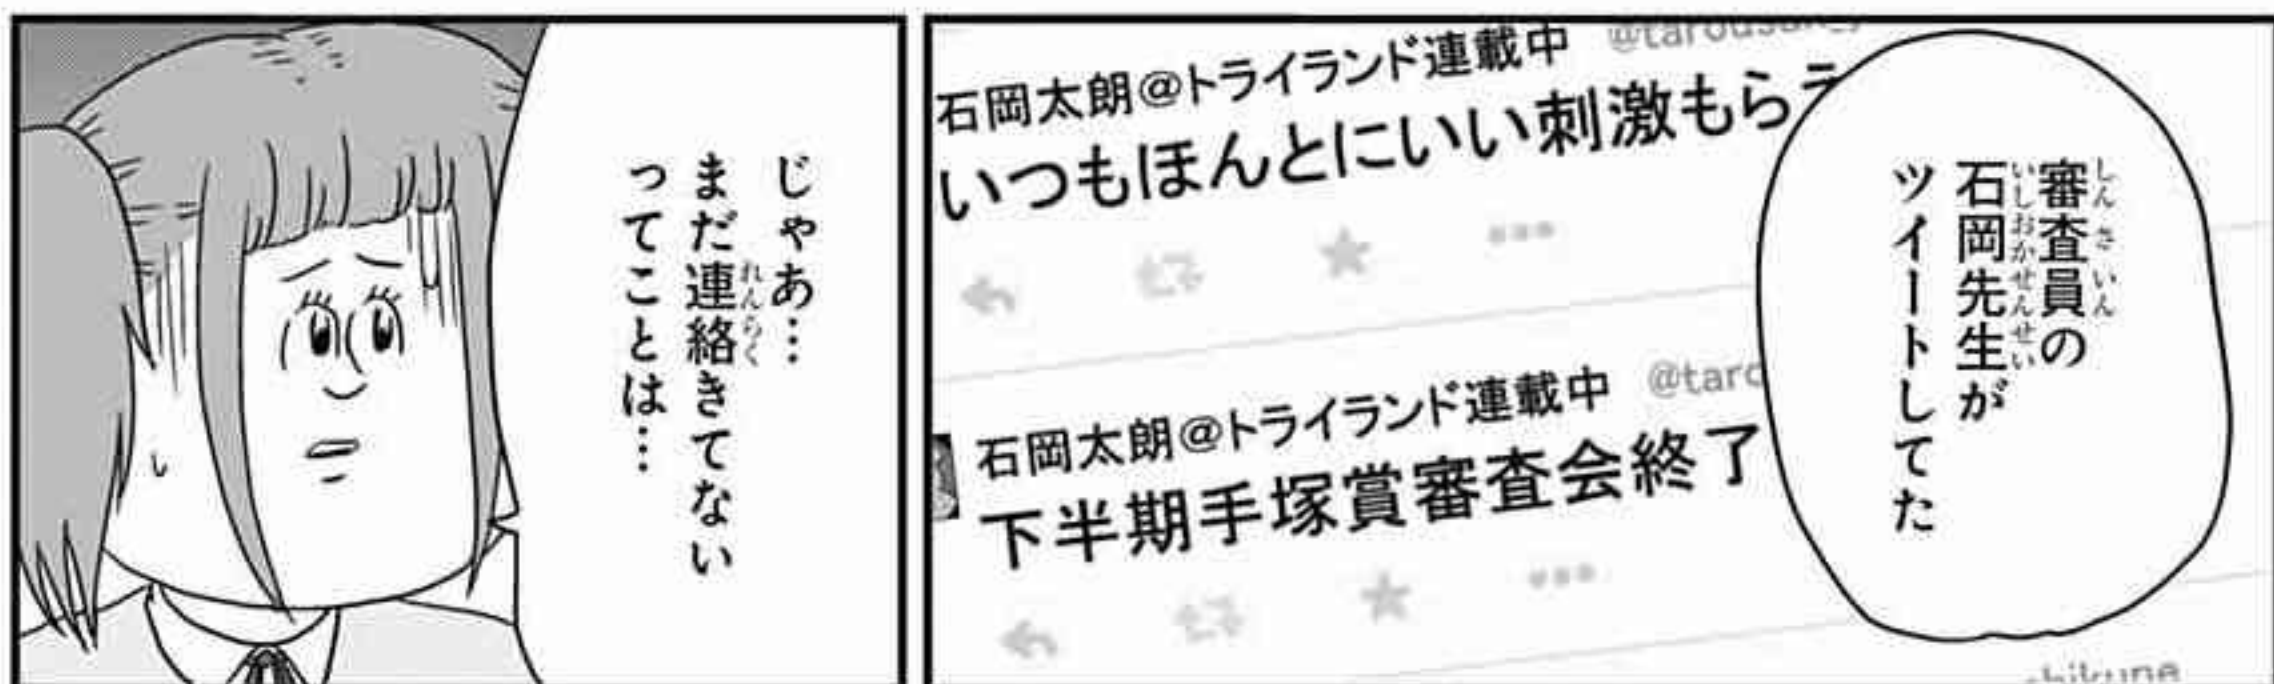 審査員の
石岡先生が
ツイートしてた
石岡太朗@トライランド連載中
いつもほんとにいい刺激もら
石岡太朗@トライランド連載中 @taro
下半期手塚賞審査会終了
じゃあ…
まだ連絡きてない
ってことは…